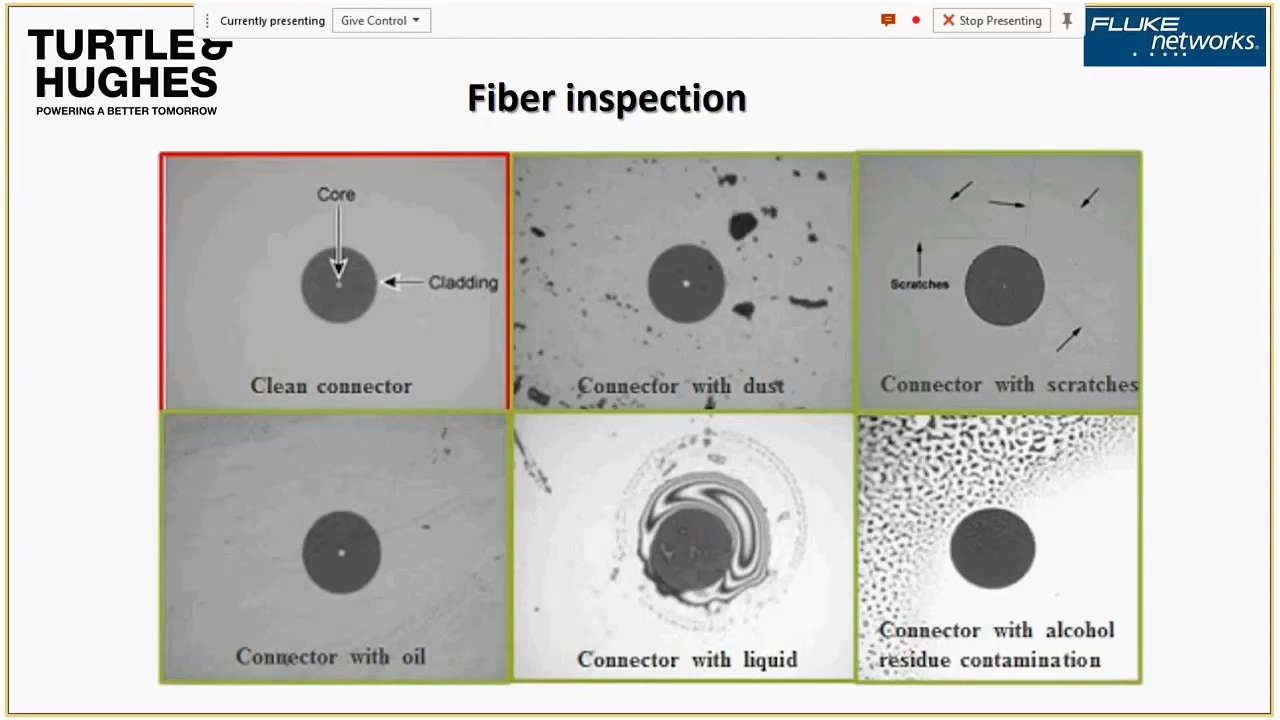 Currently presenting
Give Control
Stop Presenting
TURTLE &
HUGHES
POWERING A BETTER TOMORROW
FLUKE
networks.
Fiber inspection
Core
Cladding
Clean connector
Connector with dust
Scratches
Connector with scratches
Connector with oil
Connector with liquid
Connector with alcohol
residue contamination